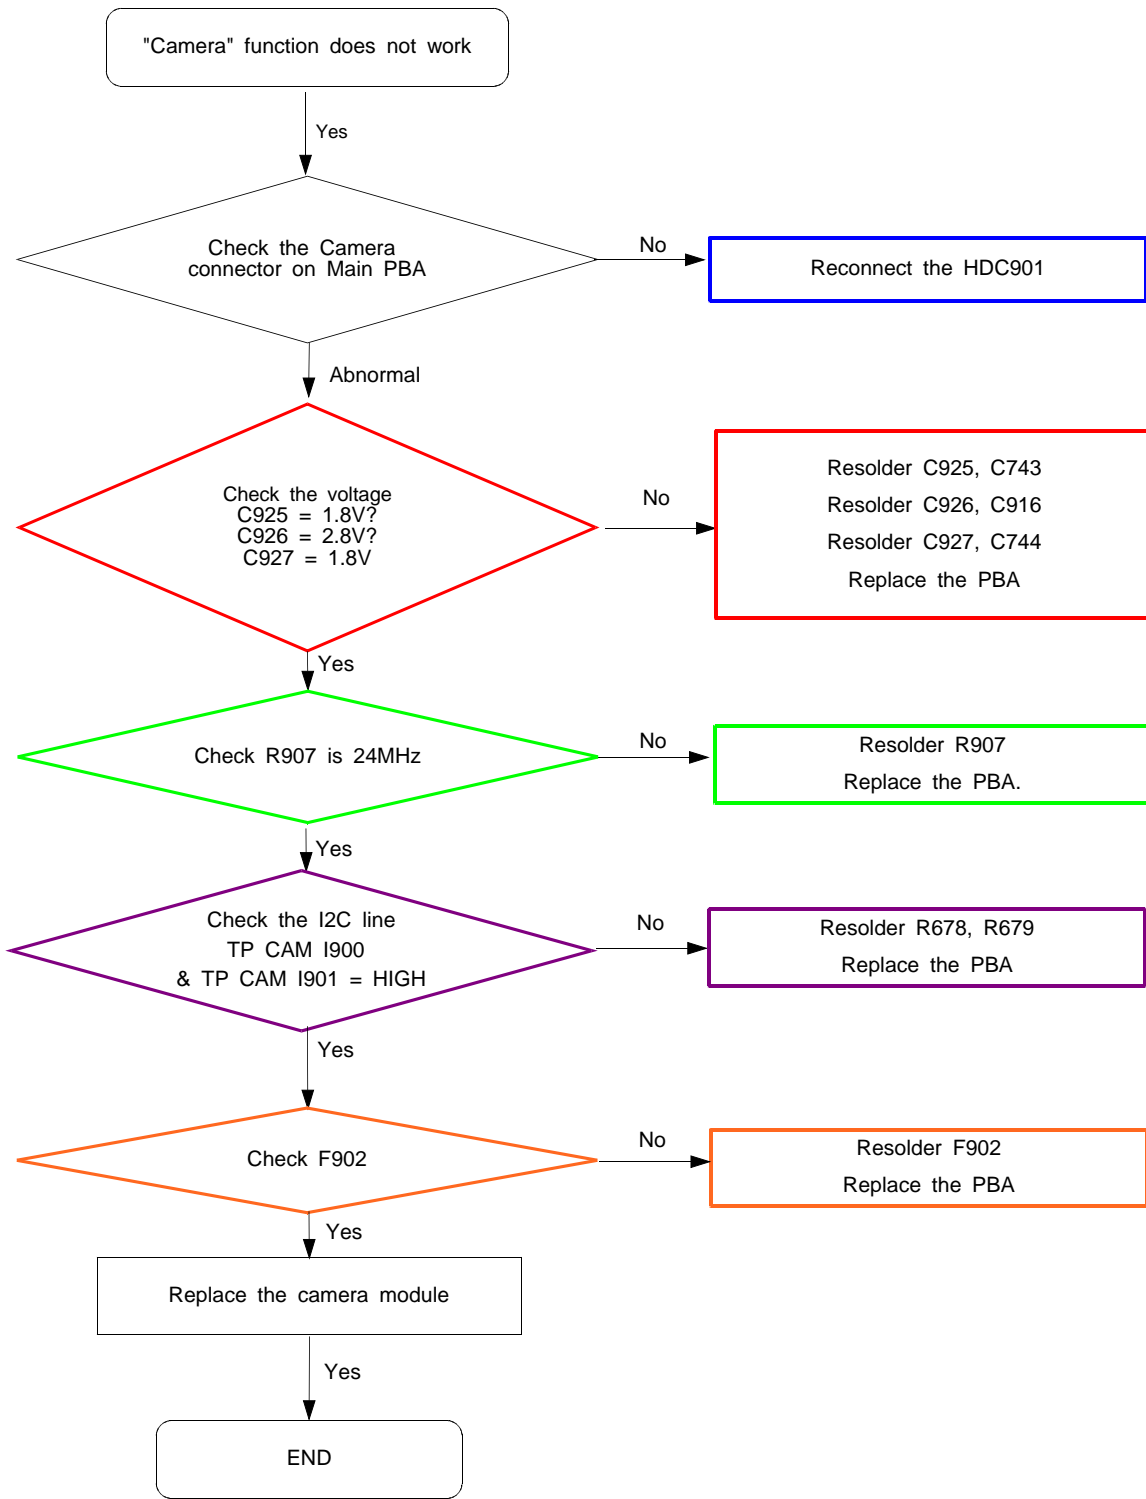 "Camera" function does not work
Yes
Check the Camera
connector on Main PBA
No
Reconnect the HDC901
Abnormal
Check the voltage
C925 = 1.8V?
C926 = 2.8V?
C927 = 1.8V
No
Resolder C925, C743
Resolder C926, C916
Resolder C927, C744
Replace the PBA
Yes
Check R907 is 24MHz
No
Resolder R907
Replace the PBA.
Yes
Check the I2C line
TP CAM I900
& TP CAM I901 = HIGH
No
Resolder R678, R679
Replace the PBA
Yes
Check F902
No
Resolder F902
Replace the PBA
Yes
Replace the camera module
Yes
END